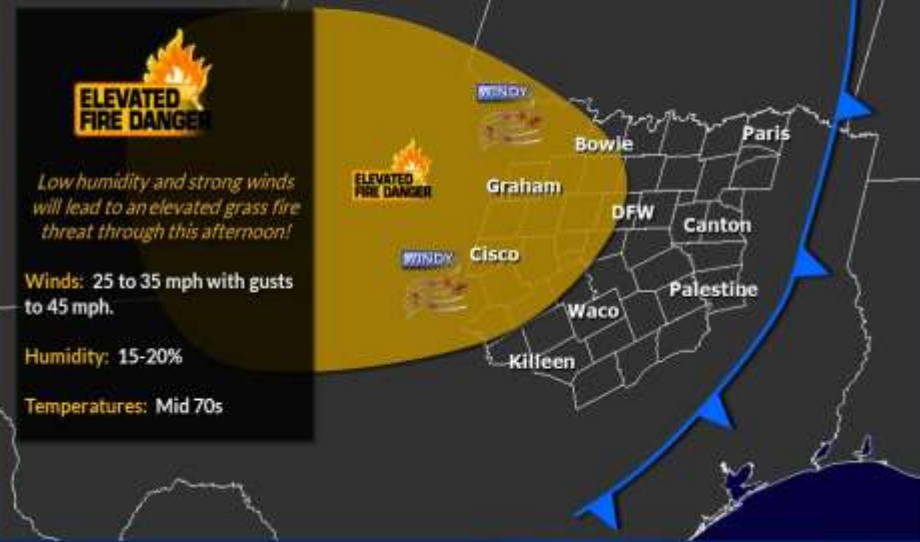 ELEVATED
FIRE DANGER
Low humidity and strong winds
will lead to an elevated grass fire
threat through this afternoon!
Winds: 25 to 35 mph with gusts
to 45 mph.
Humidity: 15-20%
Temperatures: Mid 70s
WINDY
Bowie
Paris
ELEVATED
FIRE DANGER
Graham
DFW
Canton
WINDY
Cisco
Palestine
Waco
Killeen